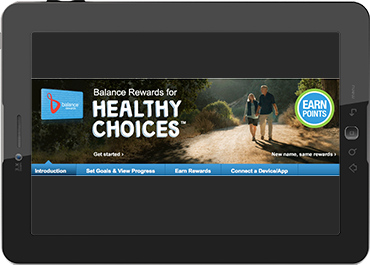 Balance Rewards for
HEALTHY
CHOICES™
EARN
POINTS
balance
rewards
Get started ›
New name, same rewards ›
Introduction
Set Goals & View Progress
Earn Rewards
Connect a Device/App